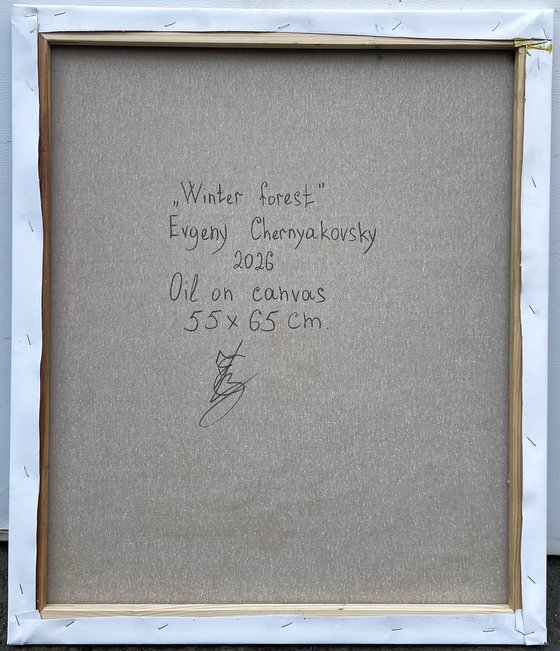 „Winter forest"
Evgeny Chernyakovsky
2026
Oil on canvas
55 x 65 cm.